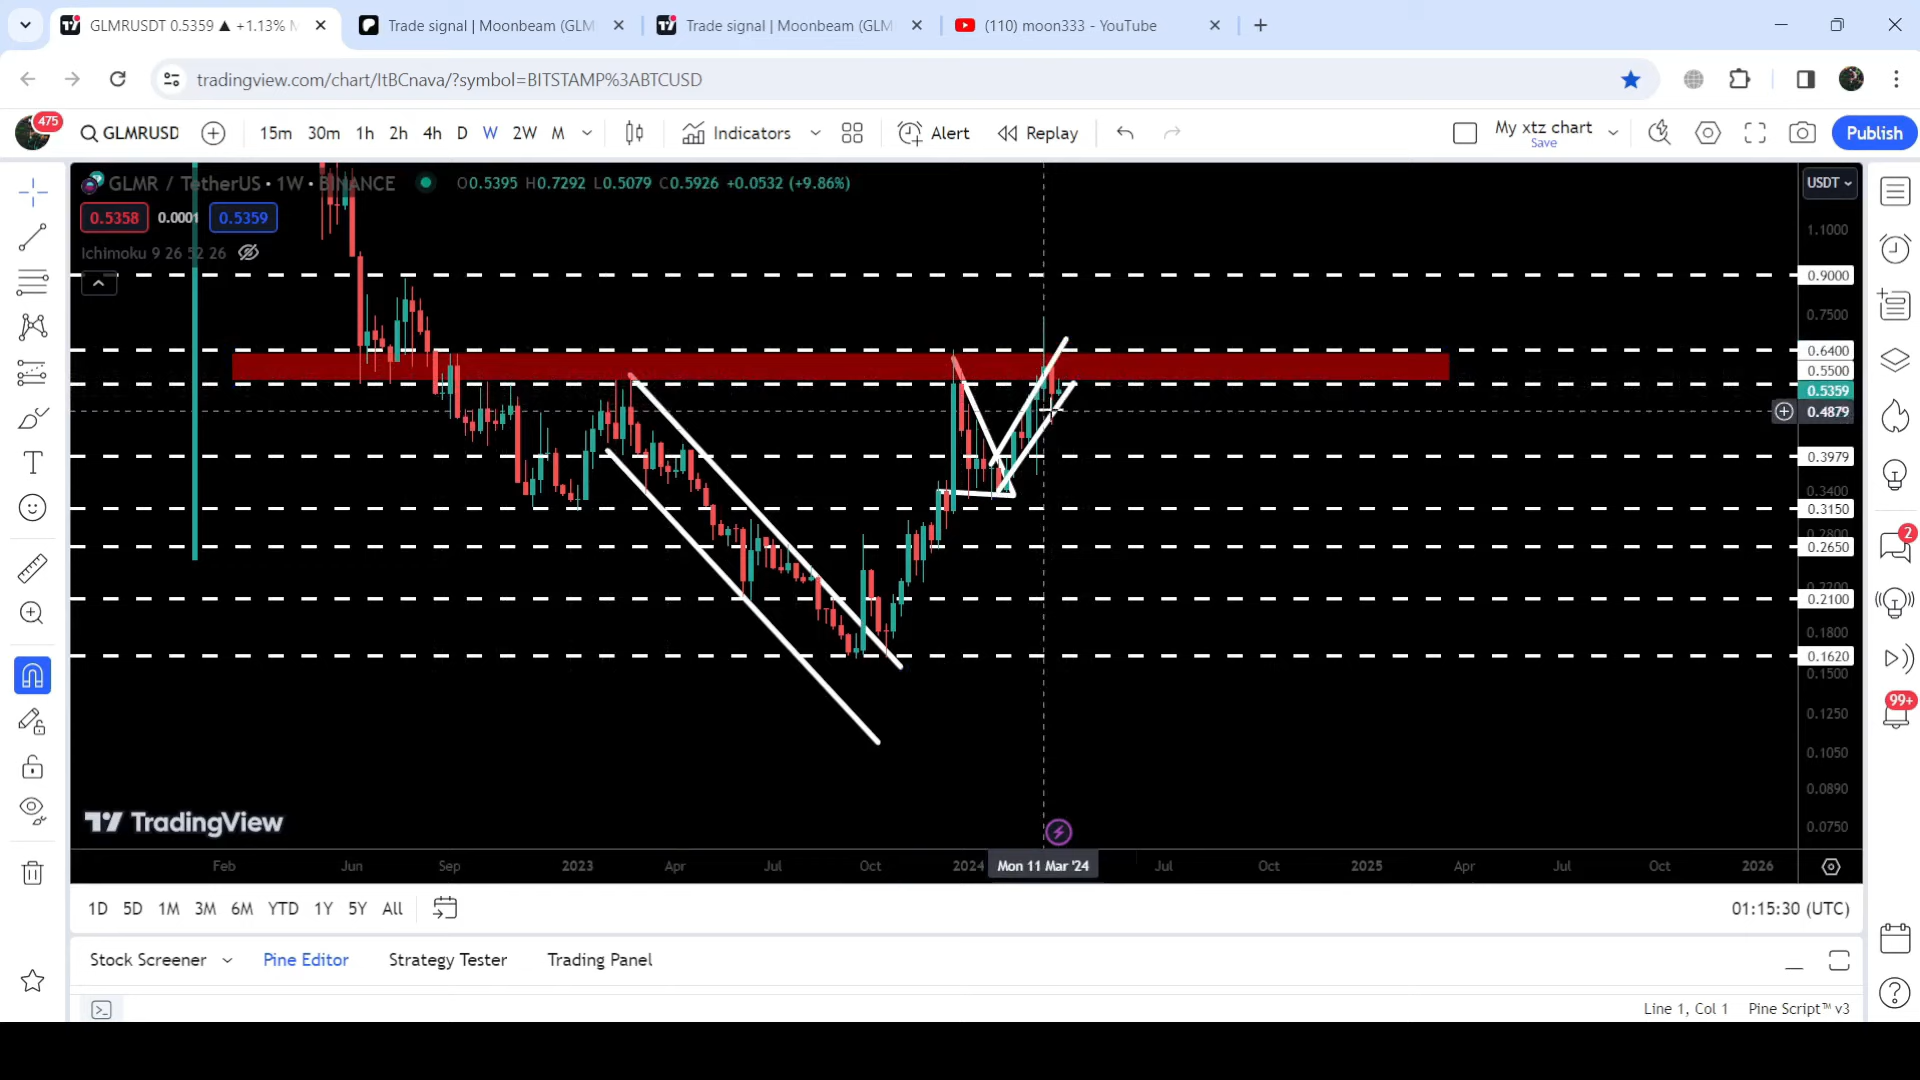 GLMRUSDT 0.5359 ▲ +1.13%
Trade signal | Moonbeam (GLM
Trade signal | Moonbeam (GLM
(110) moon333 - YouTube
tradingview.com/chart/ItBCnava/?symbol=BITSTAMP%3ABTCUSD
475
GLMRUSD
15m 30m 1h 2h 4h D W 2W M
Indicators
Alert
Replay
My xtz chart
Save
Publish
GLMR / TetherUS • 1W • BINANCE
O0.5395 H0.7292 L0.5079 C0.5926 +0.0532 (+9.86%)
USDT
0.5358
0.0001
0.5359
Ichimoku 9 26 52 26
1.1000
0.9000
0.7500
0.6400
0.5500
0.5359
0.4879
0.3979
0.3400
0.3150
0.2800
0.2650
0.2200
0.2100
0.1800
0.1620
0.1500
0.1250
0.1050
0.0890
0.0750
2
99+
TradingView
Feb Jun Sep 2023 Apr Jul Oct 2024 Mon 11 Mar '24 Jul Oct 2025 Apr Jul Oct 2026
1D 5D 1M 3M 6M YTD 1Y 5Y All
01:15:30 (UTC)
Stock Screener
Pine Editor
Strategy Tester
Trading Panel
Line 1, Col 1
Pine Script™ v3